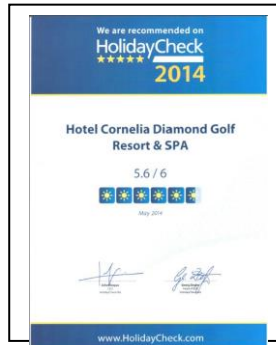 We are recommended on
HolidayCheck
2014
Hotel Cornelia Diamond Golf
Resort & SPA
5.6 / 6
May 2014
www.HolidayCheck.com